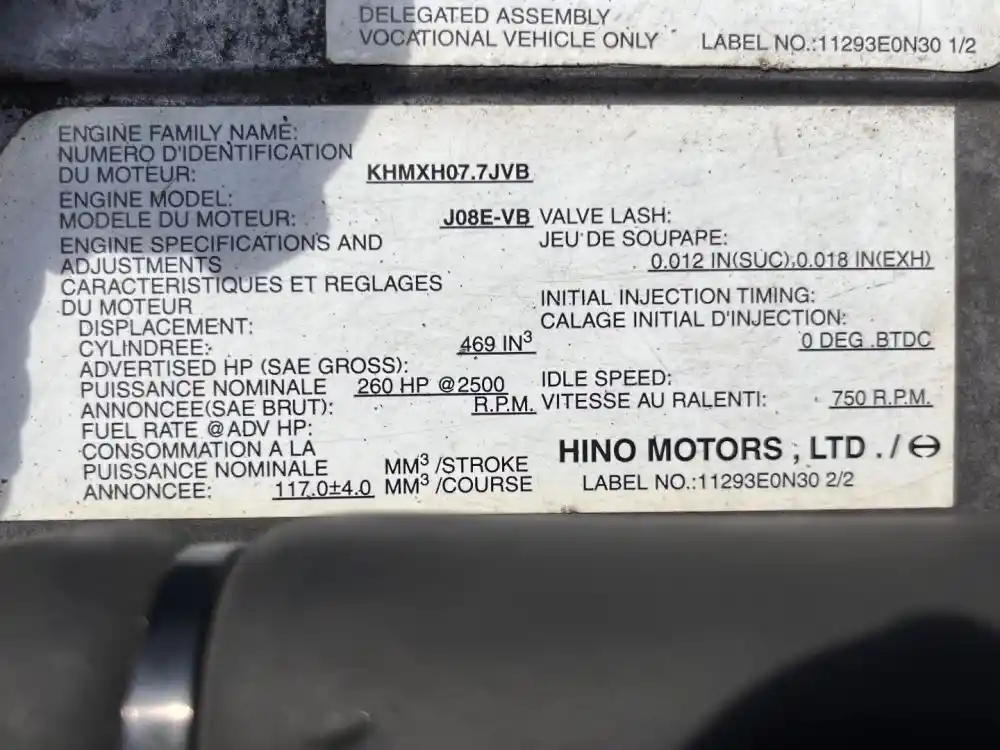 DELEGATED ASSEMBLY
VOCATIONAL VEHICLE ONLY LABEL NO.:11293E0N30 1/2
ENGINE FAMILY NAME:
NUMERO D'IDENTIFICATION
DU MOTEUR: KHMXH07.7JVB
ENGINE MODEL:
MODELE DU MOTEUR: J08E-VB
ENGINE SPECIFICATIONS AND
ADJUSTMENTS
CARACTERISTIQUES ET REGLAGES
DU MOTEUR
DISPLACEMENT:
CYLINDREE: 469 IN³
ADVERTISED HP (SAE GROSS):
PUISSANCE NOMINALE 260 HP @2500
ANNONCEE(SAE BRUT): R.P.M.
FUEL RATE @ADV HP:
CONSOMMATION A LA
PUISSANCE NOMINALE MM³ /STROKE
ANNONCEE: 117.0±4.0 MM³ /COURSE
VALVE LASH:
JEU DE SOUPAPE:
0.012 IN(SUC),0.018 IN(EXH)
INITIAL INJECTION TIMING:
CALAGE INITIAL D'INJECTION:
0 DEG .BTDC
IDLE SPEED:
VITESSE AU RALENTI: 750 R.P.M.
HINO MOTORS , LTD . /
LABEL NO.:11293E0N30 2/2